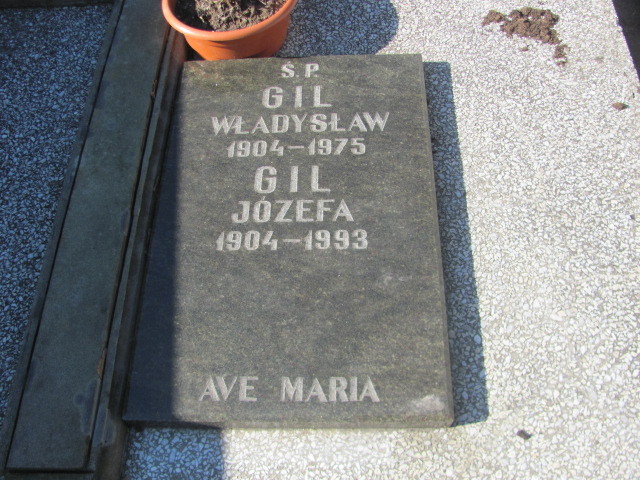 Ś.P.
GIL
WŁADYSŁAW
1904-1975
GIL
JÓZEFA
1904-1993
AVE MARIA